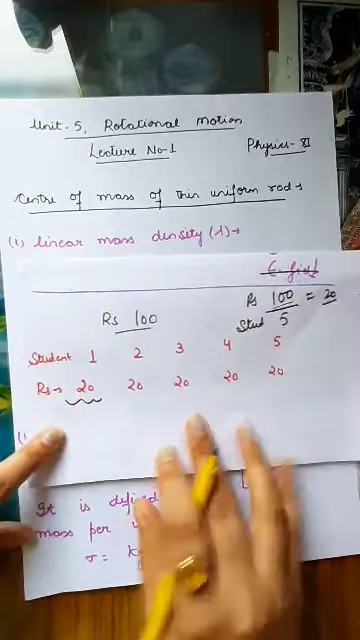 Unit-5, Rotational Motion
Lecture No-1
Physics-XI
Centre of mass of thin uniform rod→
(i) linear mass density (λ)→
Rs 100
Rs 100 = 20
Stud 5
Student 1 2 3 4 5
Rs→ 20 20 20 20 20
It is defined
mass per
σ =